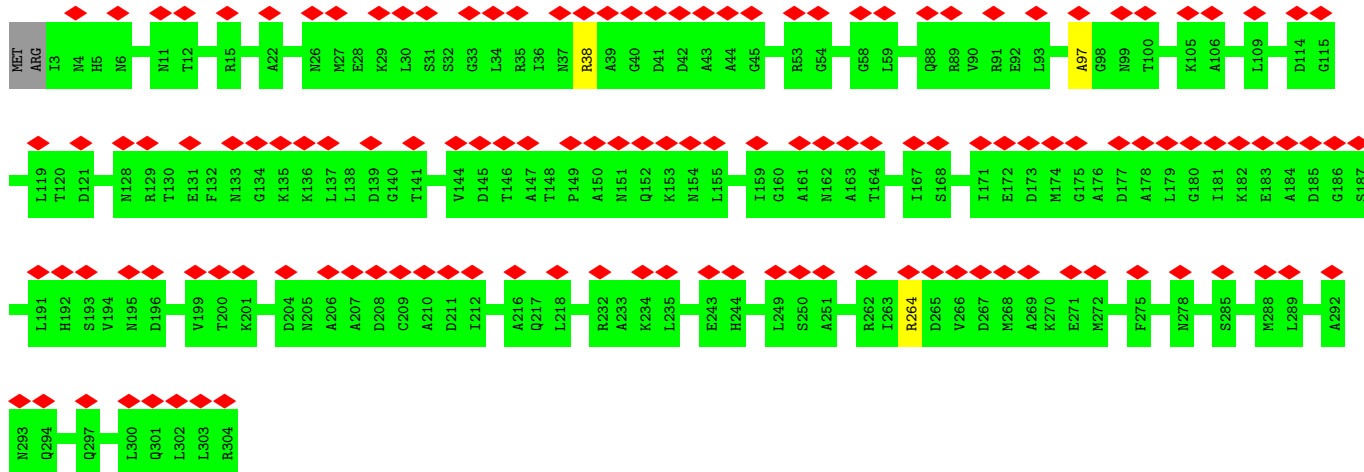 MET ARG I3 N4 H5 N6 N11 T12 R15 A22 N26 M27 E28 K29 L30 S31 S32 G33 L34 R35 I36 N37 R38 A39 G40 D41 D42 A43 A44 G45 R53 G54 G58 L59 Q88 R89 V90 R91 E92 L93 A97 G98 N99 T100 K105 A106 L109 D114 G115
L119 T120 D121 N128 R129 T130 E131 F132 N133 G134 K135 K136 L137 L138 D139 G140 T141 V144 D145 T146 A147 T148 P149 A150 N151 Q152 K153 N154 L155 I159 G160 A161 N162 A163 T164 I167 S168 I171 E172 D173 M174 G175 A176 D177 A178 L179 G180 I181 K182 E183 A184 D185 G186 S187
L191 H192 S193 V194 N195 D196 V199 T200 K201 D204 N205 A206 A207 D208 C209 A210 D211 I212 A216 Q217 L218 R232 A233 K234 L235 E243 H244 L249 S250 A251 R262 I263 R264 D265 V266 D267 M268 A269 K270 E271 M272 F275 N278 S285 M288 L289 A292
N293 Q294 Q297 L300 Q301 L302 L303 R304